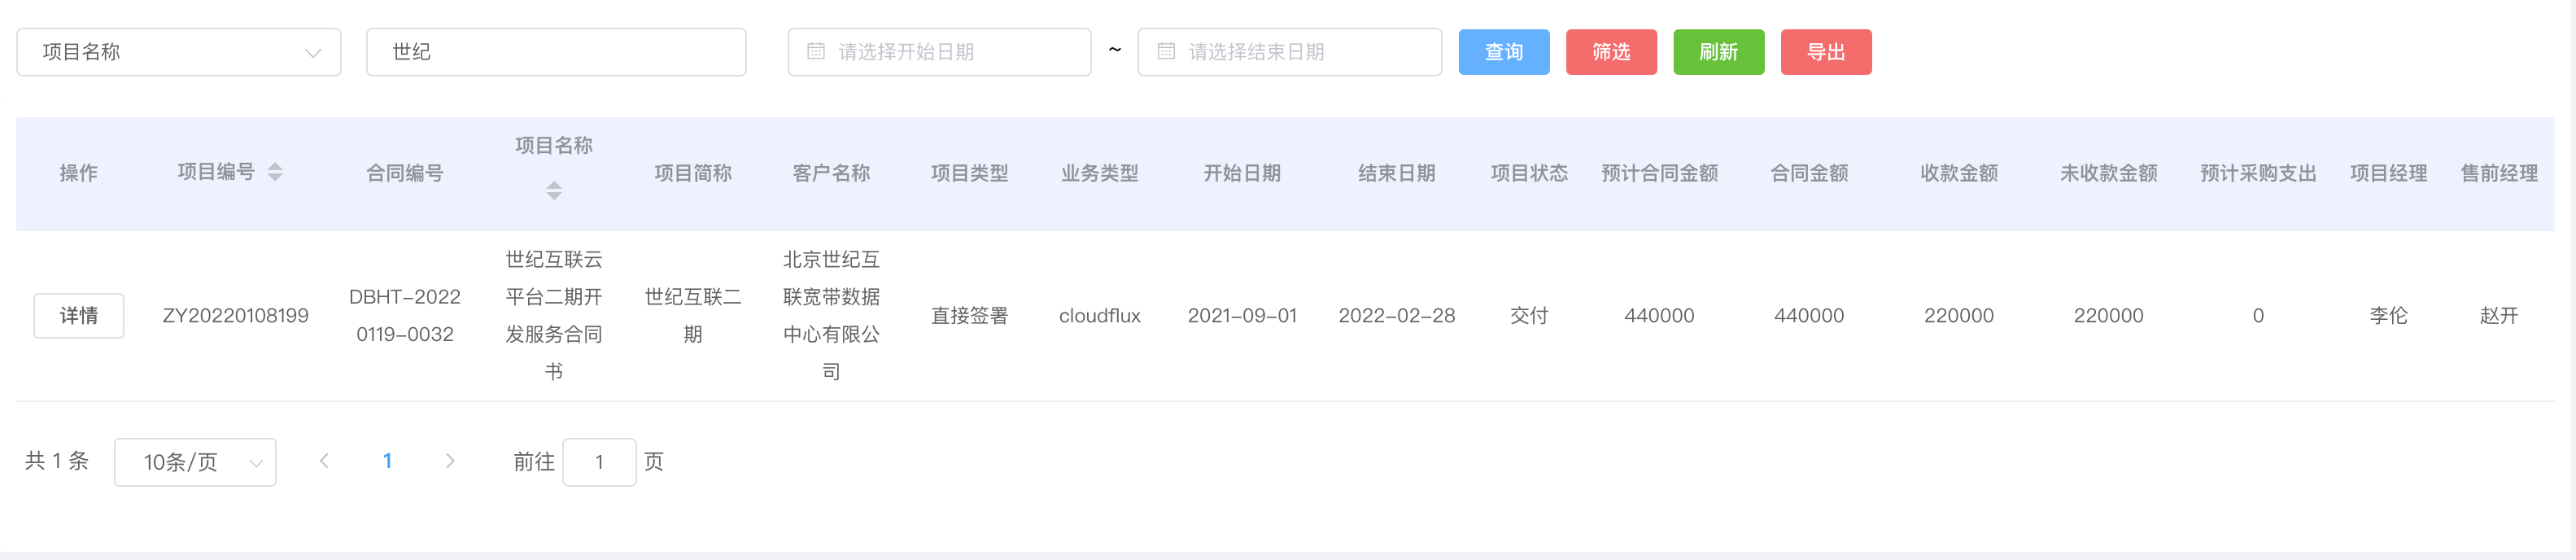 项目名称 世纪 请选择开始日期 ~ 请选择结束日期 查询 筛选 刷新 导出
操作 项目编号 合同编号 项目名称 项目简称 客户名称 项目类型 业务类型 开始日期 结束日期 项目状态 预计合同金额 合同金额 收款金额 未收款金额 预计采购支出 项目经理 售前经理
详情
ZY20220108199
DBHT-2022
0119-0032
世纪互联云
平台二期开
发服务合同
书
世纪互联二
期
北京世纪互
联宽带数据
中心有限公
司
直接签署
cloudflux
2021-09-01
2022-02-28
交付
440000
440000
220000
220000
0
李伦
赵开
共 1 条 10条/页 1 前往 1 页